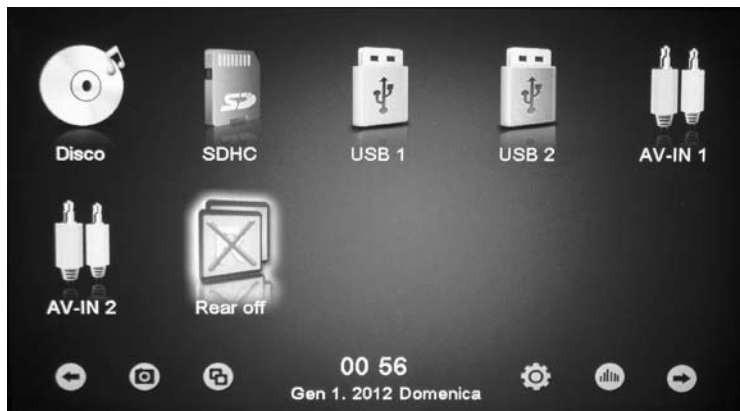 Disco
SD
SDHC
USB 1
USB 2
AV-IN 1
AV-IN 2
Rear off
00 56
Gen 1. 2012 Domenica